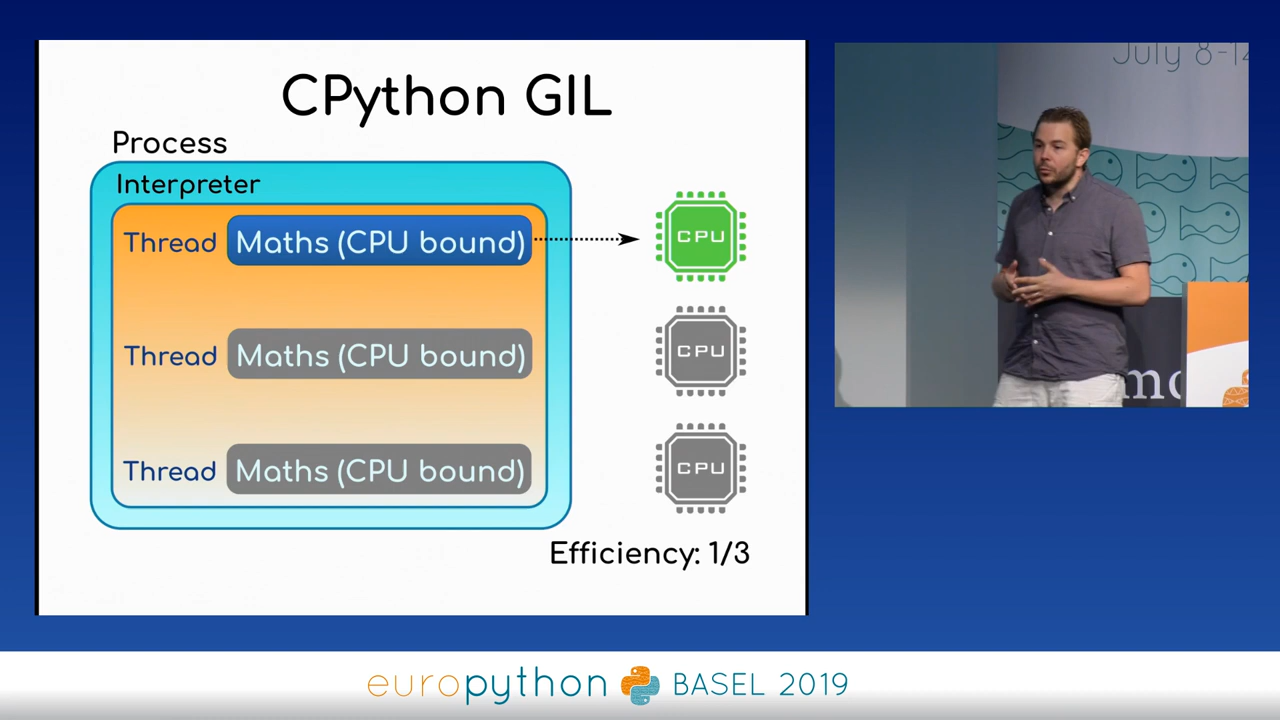 CPython GIL
Process
Interpreter
Thread Maths (CPU bound)
CPU
Thread Maths (CPU bound)
CPU
Thread Maths (CPU bound)
CPU
Efficiency: 1/3
July 8-14
europython BASEL 2019